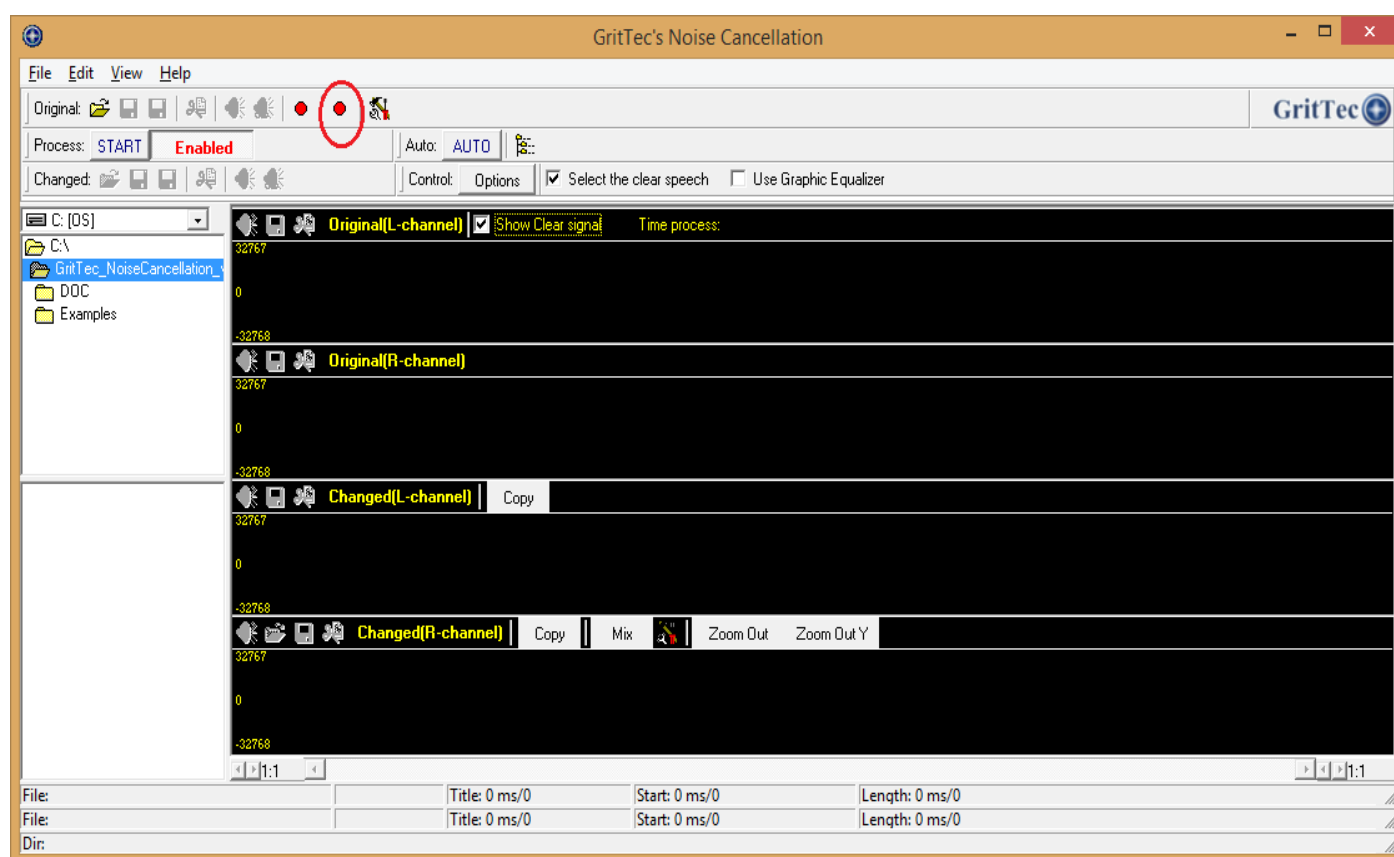 GritTec's Noise Cancellation
File Edit View Help
Original:
GritTec
Process: START Enabled Auto: AUTO
Changed: Control: Options Select the clear speech Use Graphic Equalizer
C: [OS]
C:\
GritTec_NoiseCancellation_
DOC
Examples
Original(L-channel) Show Clear signal Time process:
32767
0
-32768
Original(R-channel)
32767
0
-32768
Changed(L-channel) Copy
32767
0
-32768
Changed(R-channel) Copy Mix Zoom Out Zoom Out Y
32767
0
-32768
1:1 1:1
File: Title: 0 ms/0 Start: 0 ms/0 Length: 0 ms/0
File: Title: 0 ms/0 Start: 0 ms/0 Length: 0 ms/0
Dir: